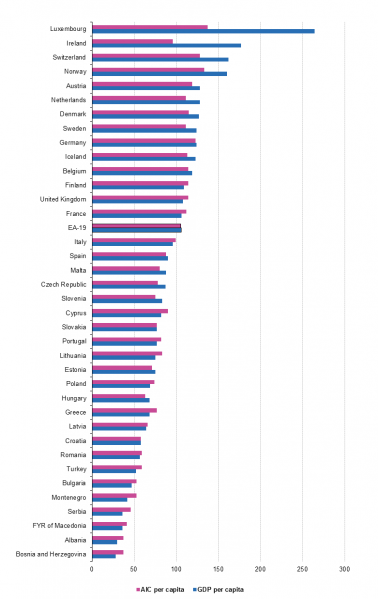 Luxembourg
Ireland
Switzerland
Norway
Austria
Netherlands
Denmark
Sweden
Germany
Iceland
Belgium
Finland
United Kingdom
France
EA-19
Italy
Spain
Malta
Czech Republic
Slovenia
Cyprus
Slovakia
Portugal
Lithuania
Estonia
Poland
Hungary
Greece
Latvia
Croatia
Romania
Turkey
Bulgaria
Montenegro
Serbia
FYR of Macedonia
Albania
Bosnia and Herzegovina
0 50 100 150 200 250 300
AIC per capita GDP per capita